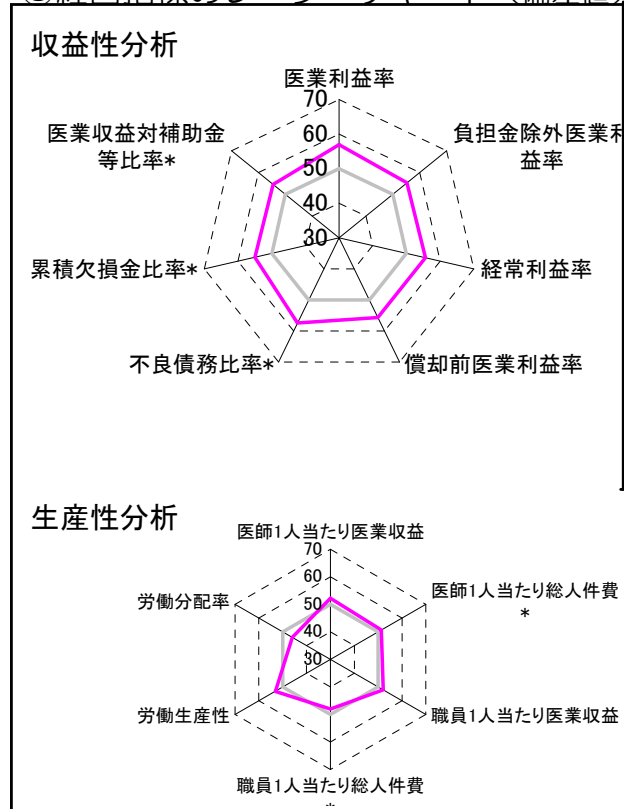 収益性分析
医業利益率
70
60
50
40
30
医業収益対補助金
等比率*
負担金除外医業利
益率
累積欠損金比率*
経常利益率
不良債務比率*
償却前医業利益率
生産性分析
医師1人当たり医業収益
70
60
50
40
30
労働分配率
医師1人当たり総人件費
*
労働生産性
職員1人当たり医業収益
職員1人当たり総人件費
*